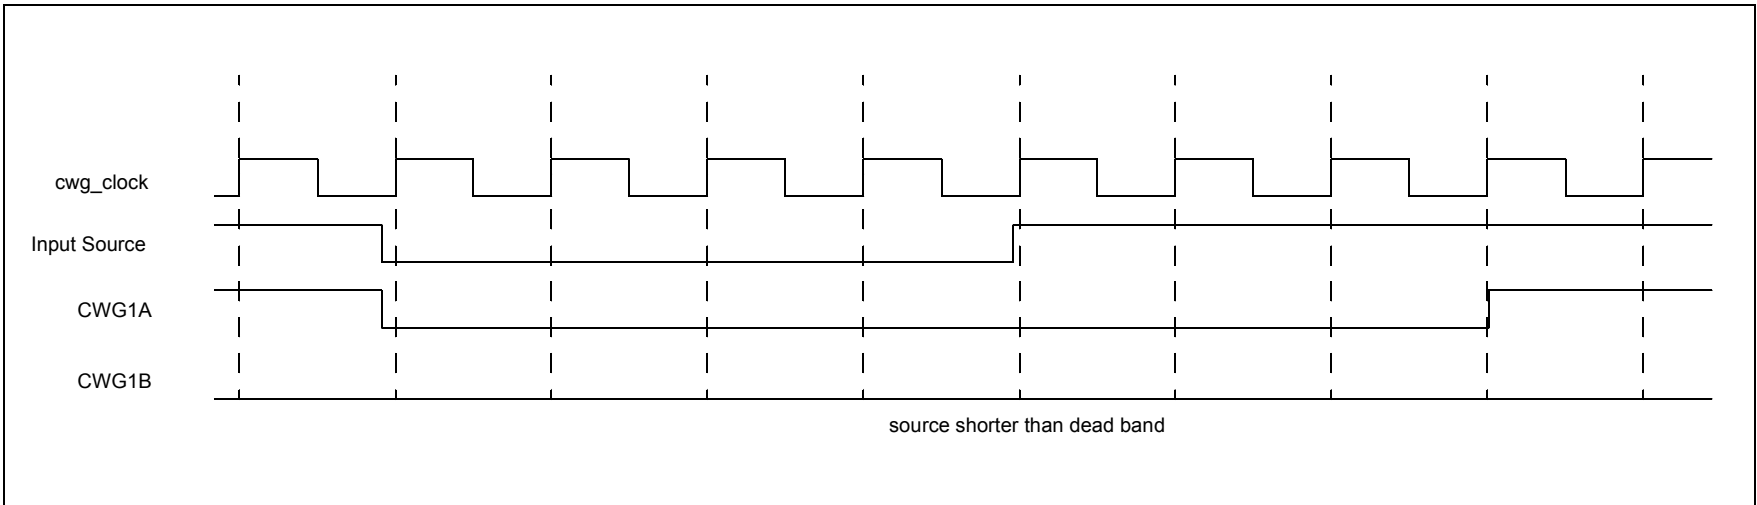 cwg_clock
Input Source
CWG1A
CWG1B
source shorter than dead band